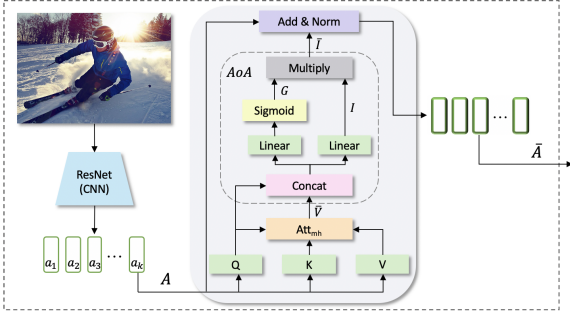 Add & Norm
Ī
AoA
Multiply
G
Sigmoid
I
Linear
Linear
Concat
V̄
Att_mh
Q
K
V
ResNet
(CNN)
a₁
a₂
a₃
...
aₖ
A
...
Ā